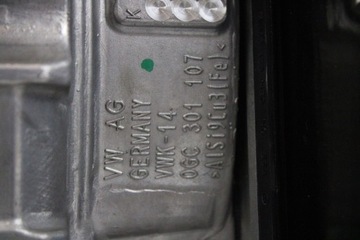 K
VW AG
GERMANY
VWK-14
0GC 301 107
>AlSi9Cu3(Fe)<